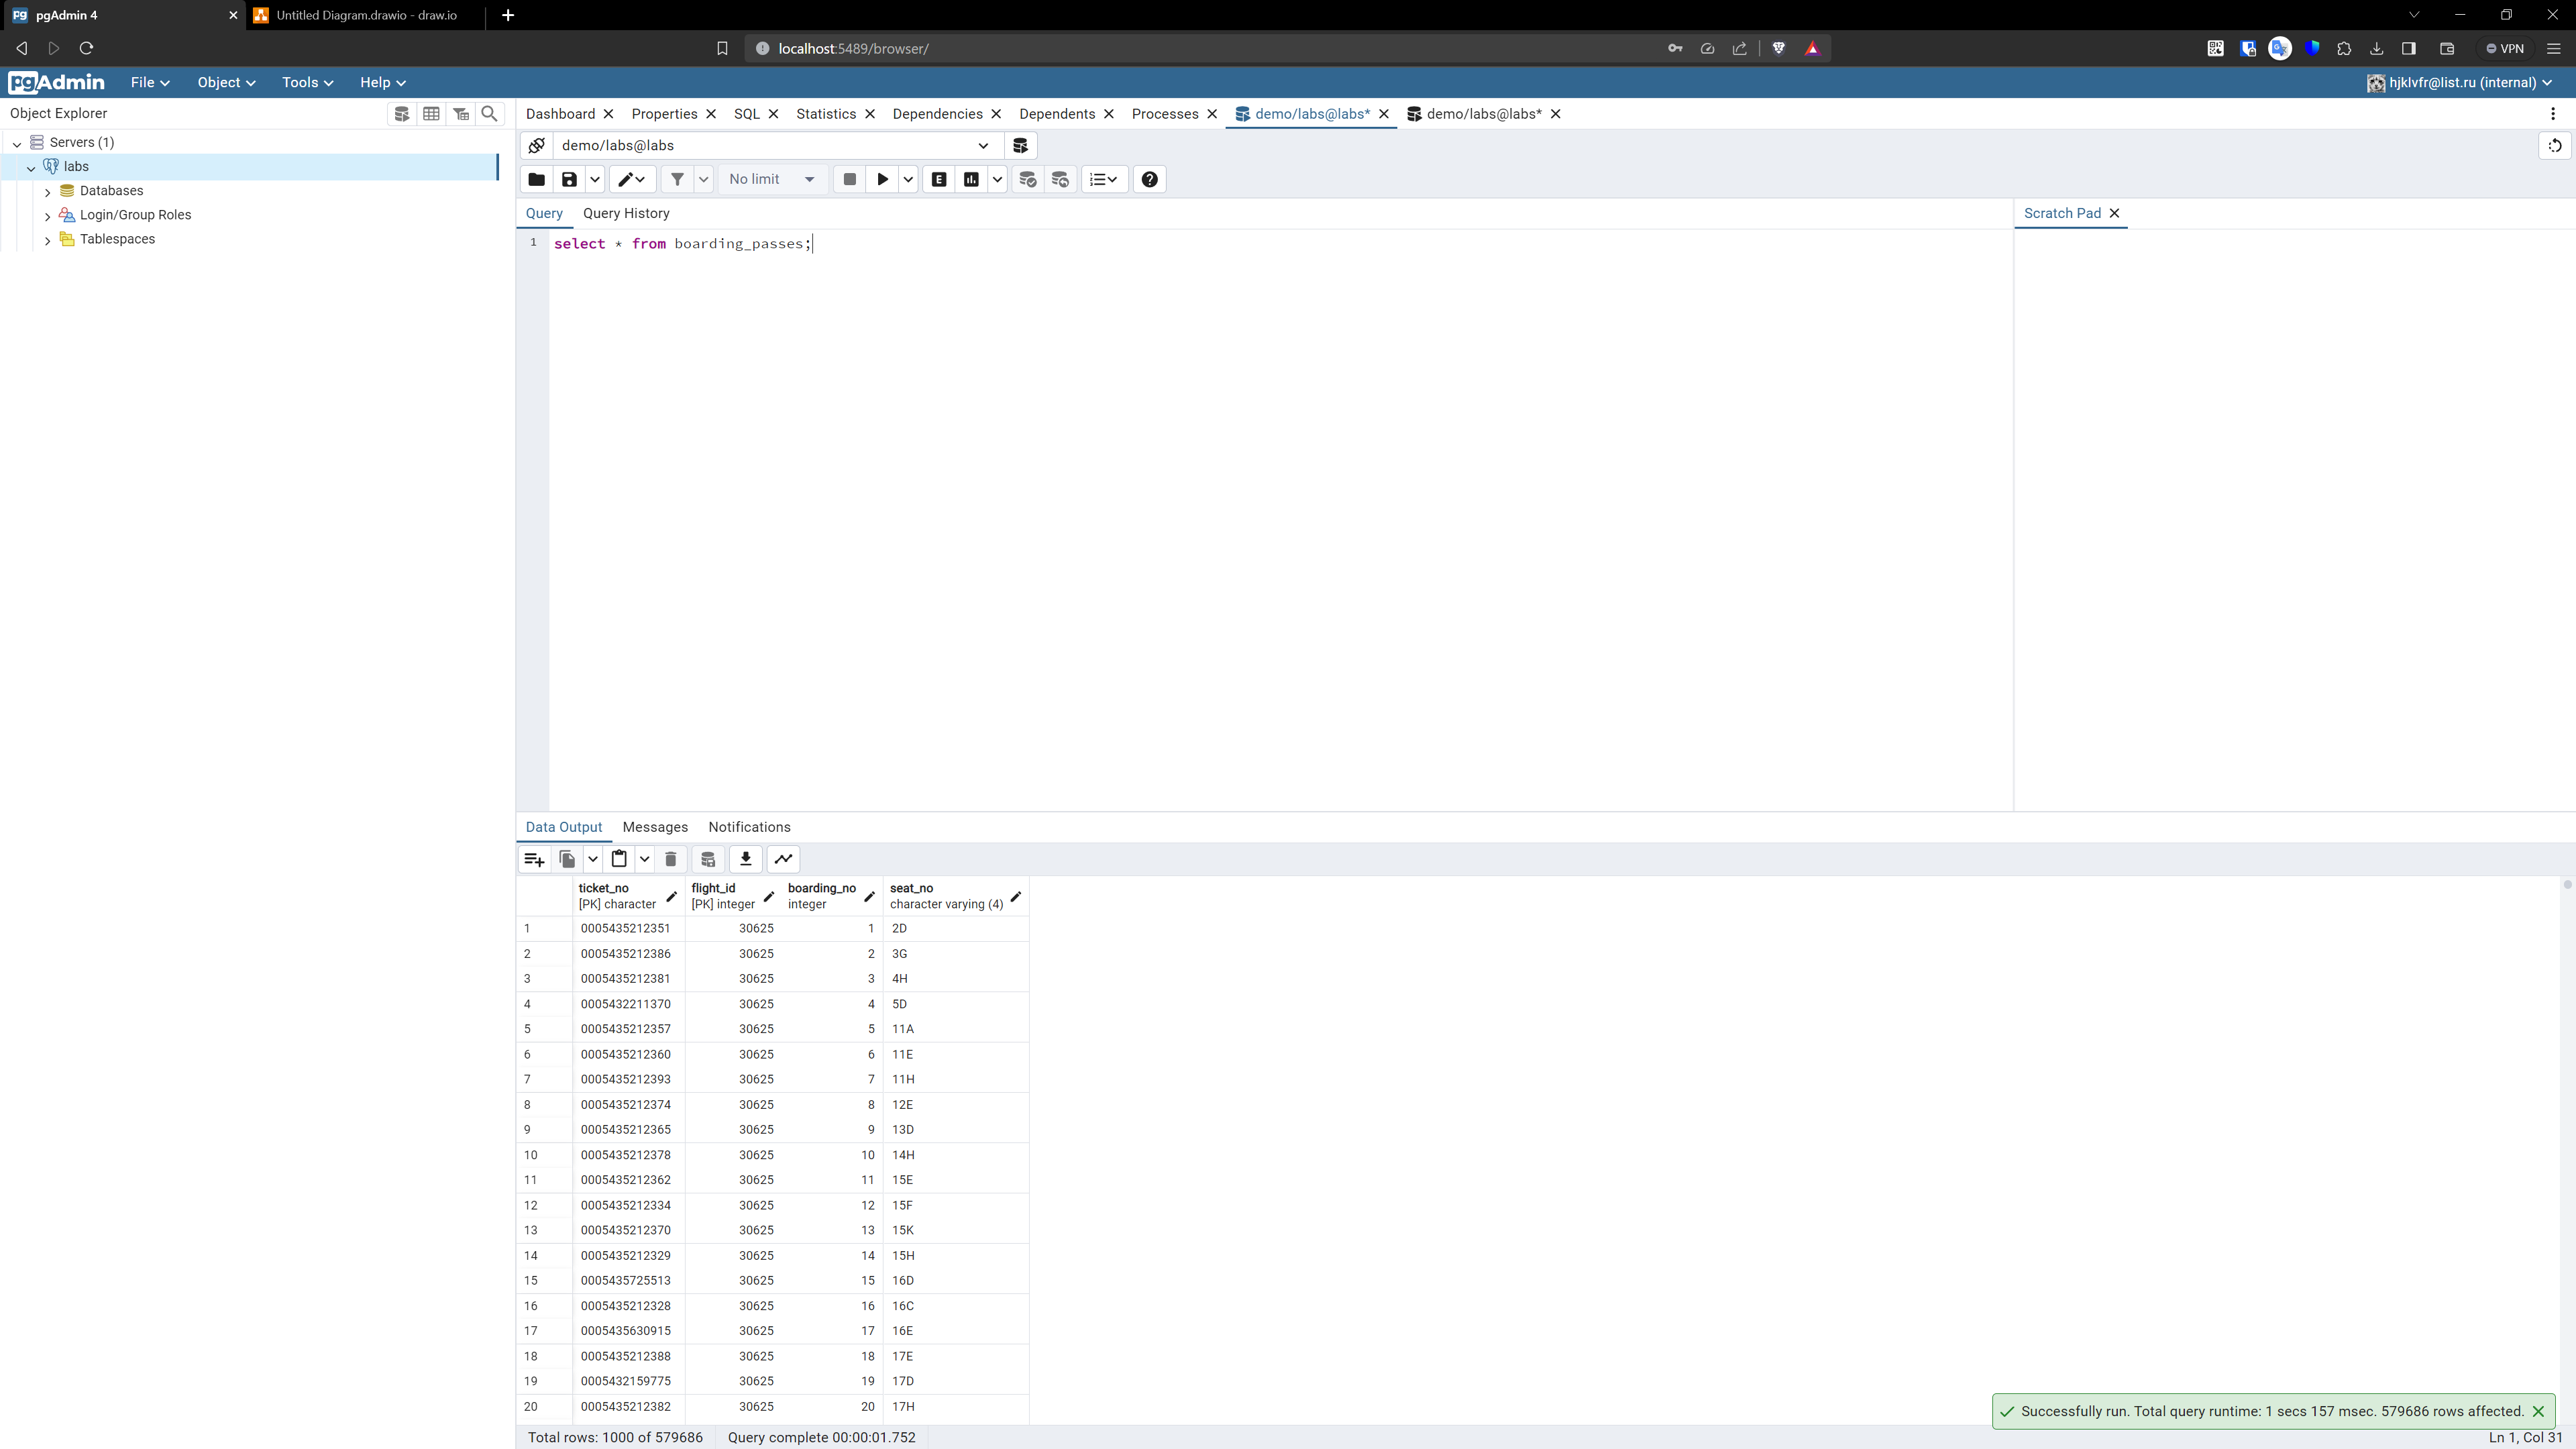 pgAdmin 4
Untitled Diagram.drawio - draw.io
localhost:5489/browser/
VPN
pgAdmin
File
Object
Tools
Help
hjklvfr@list.ru (internal)
Object Explorer
Dashboard
Properties
SQL
Statistics
Dependencies
Dependents
Processes
demo/labs@labs*
demo/labs@labs*
Servers (1)
labs
Databases
Login/Group Roles
Tablespaces
demo/labs@labs
No limit
Query
Query History
Scratch Pad
1 select * from boarding_passes;
Data Output
Messages
Notifications
ticket_no flight_id boarding_no seat_no
[PK] character [PK] integer integer character varying (4)
1 0005435212351 30625 1 2D
2 0005435212386 30625 2 3G
3 0005435212381 30625 3 4H
4 0005432211370 30625 4 5D
5 0005435212357 30625 5 11A
6 0005435212360 30625 6 11E
7 0005435212393 30625 7 11H
8 0005435212374 30625 8 12E
9 0005435212365 30625 9 13D
10 0005435212378 30625 10 14H
11 0005435212362 30625 11 15E
12 0005435212334 30625 12 15F
13 0005435212370 30625 13 15K
14 0005435212329 30625 14 15H
15 0005435725513 30625 15 16D
16 0005435212328 30625 16 16C
17 0005435630915 30625 17 16E
18 0005435212388 30625 18 17E
19 0005432159775 30625 19 17D
20 0005435212382 30625 20 17H
Successfully run. Total query runtime: 1 secs 157 msec. 579686 rows affected.
Total rows: 1000 of 579686
Query complete 00:00:01.752
Ln 1, Col 31